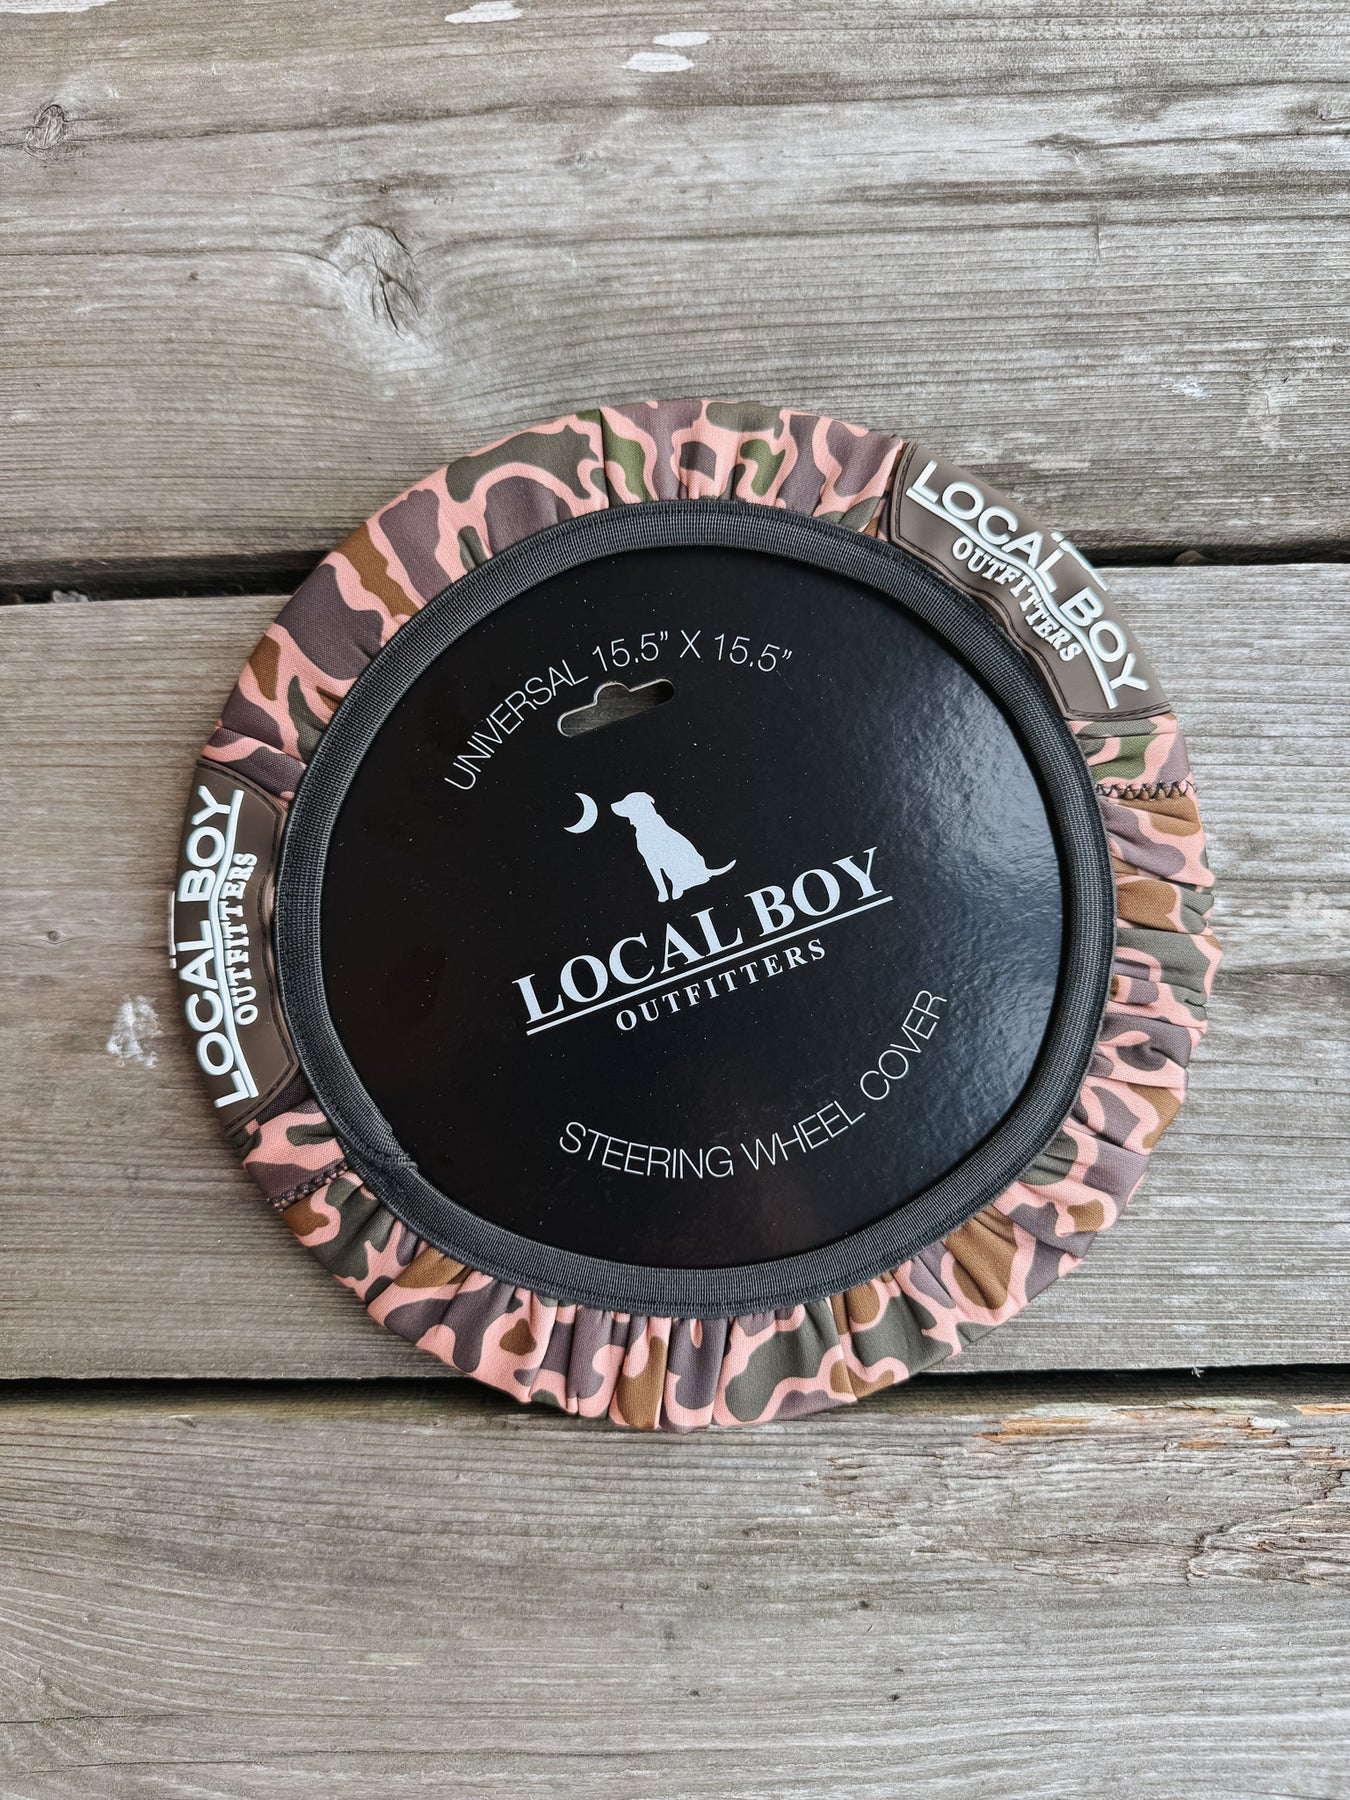 LOCAL BOY
OUTFITTERS
UNIVERSAL 15.5” X 15.5”
LOCAL BOY
OUTFITTERS
LOCAL BOY
OUTFITTERS
STEERING WHEEL COVER